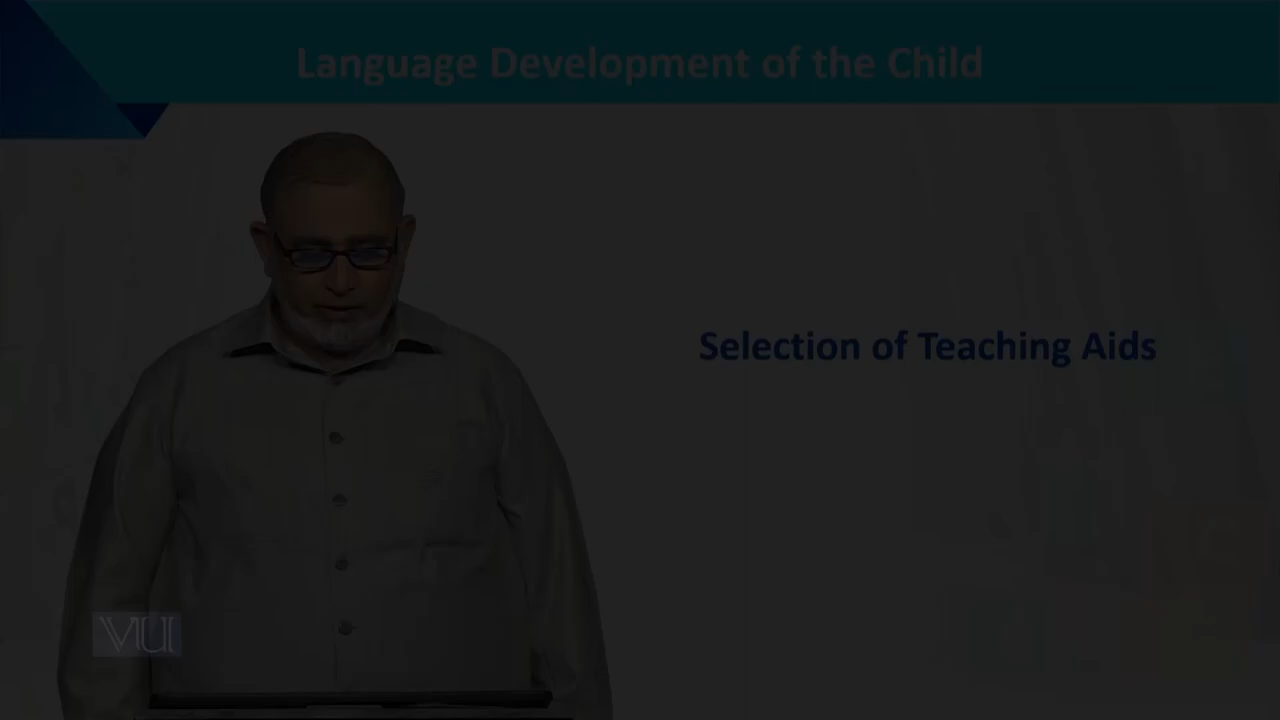 Language Development of the Child
Selection of Teaching Aids
VU